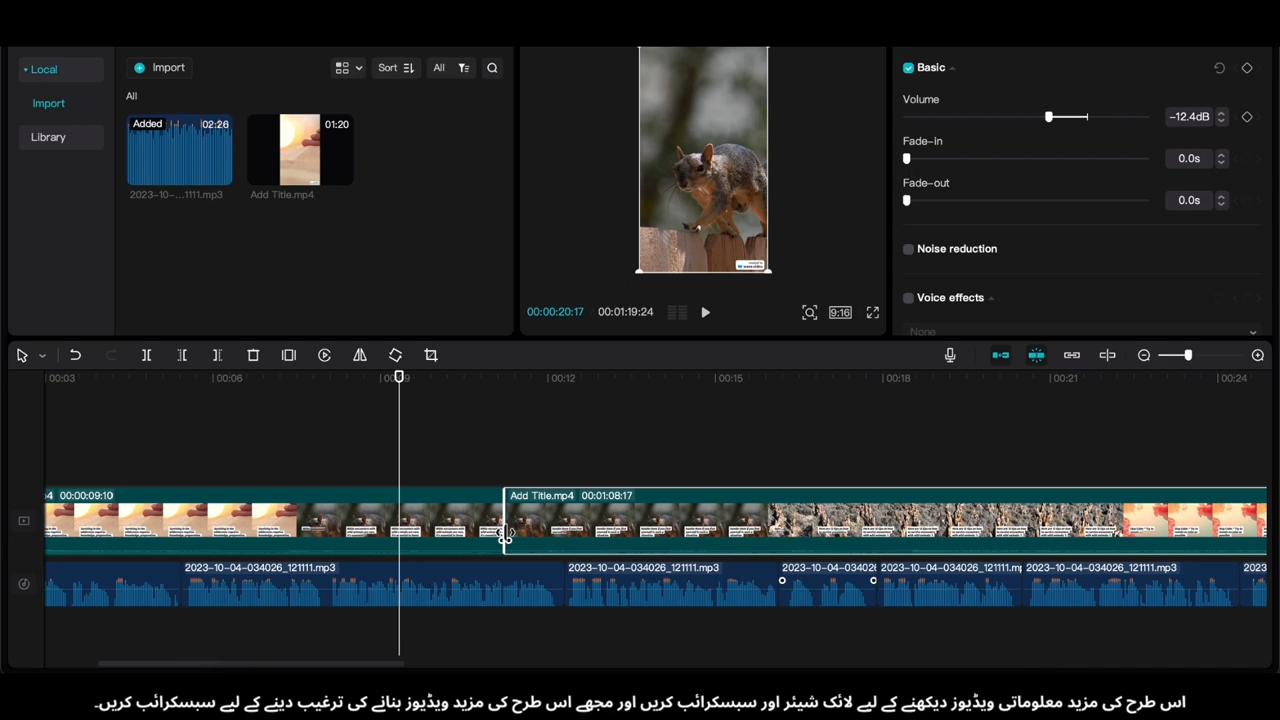 Local
Import
Sort
All
Basic
Import
All
Volume
-12.4dB
Library
Added
02:26
01:20
Fade-in
0.0s
2023-10-...1111.mp3
Add Title.mp4
Fade-out
0.0s
Noise reduction
Voice effects
None
00:00:20:17
00:01:19:24
9:16
00:03
00:06
00:09
00:12
00:15
00:18
00:21
00:24
4 00:00:09:10
Add Title.mp4 00:01:08:17
2023-10-04-034026_121111.mp3
2023-10-04-034026_121111.mp3
2023-10-04-034026
2023-10-04-034026_121111.m
2023-10-04-034026_121111.mp3
2023
اس طرح کی مزید معلوماتی ویڈیوز دیکھنے کے لیے لائک شیئر اور سبسکرائب کریں اور مجھے اس طرح کی مزید ویڈیوز بنانے کی ترغیب دینے کے لیے سبسکرائب کریں۔